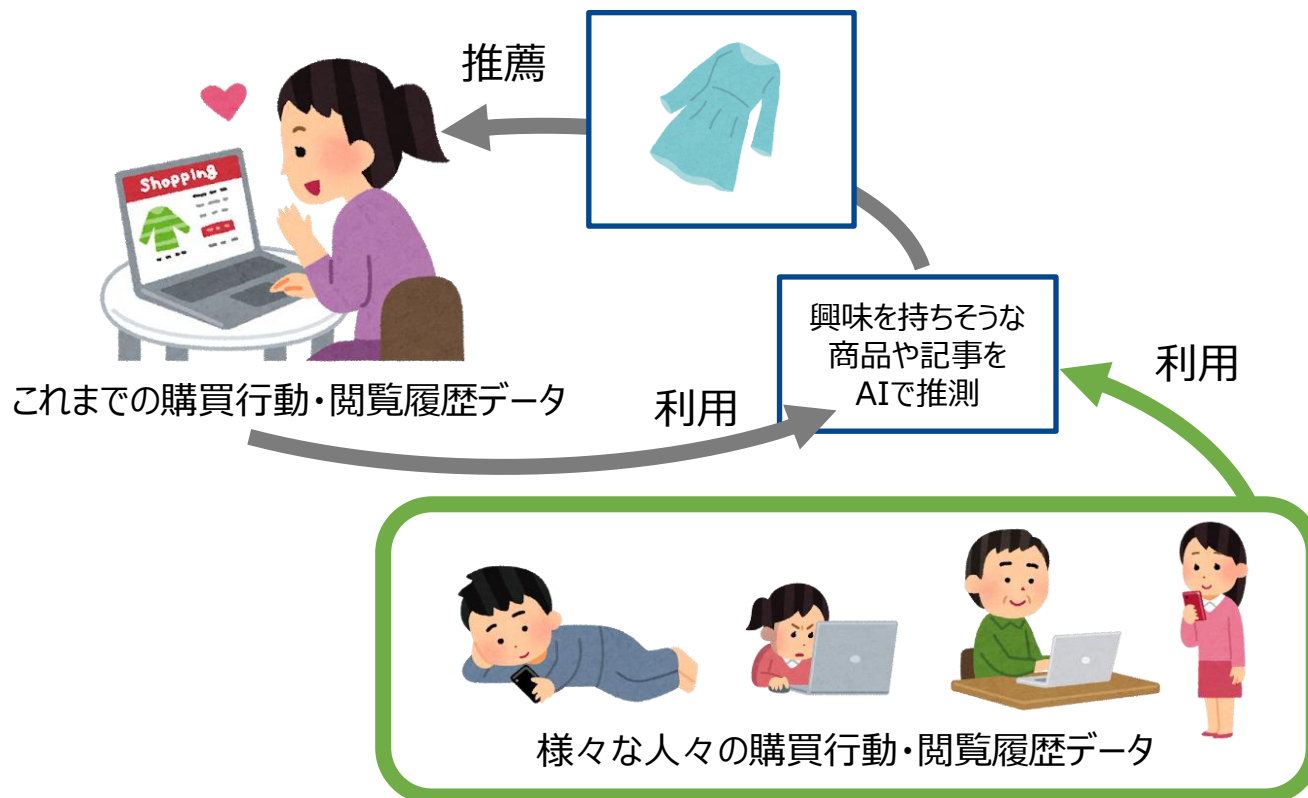 推薦
Shopping
興味を持ちそうな
商品や記事を
AIで推測
利用
これまでの購買行動・閲覧履歴データ
利用
様々な人々の購買行動・閲覧履歴データ